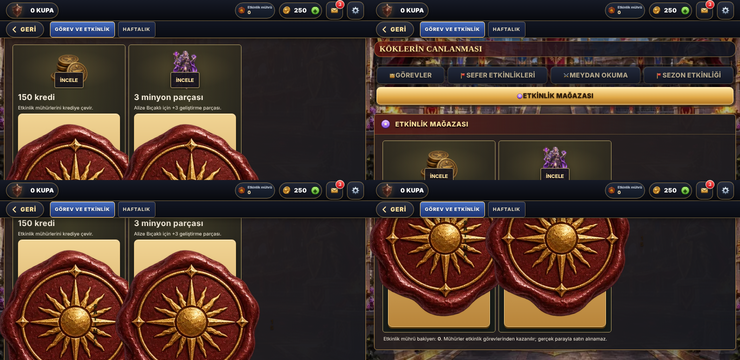 0 KUPA
Etkinlik mührü
0
250
3
GERİ
GÖREV VE ETKİNLİK
HAFTALIK
İNCELE
İNCELE
150 kredi
3 minyon parçası
Etkinlik mühürlerini krediye çevir.
Alize Bıçaklı için +3 geliştirme parçası.
0 KUPA
Etkinlik mührü
0
250
3
GERİ
GÖREV VE ETKİNLİK
HAFTALIK
KÖKLERİN CANLANMASI
GÖREVLER
SEFER ETKİNLİKLERİ
MEYDAN OKUMA
SEZON ETKİNLİĞİ
ETKİNLİK MAĞAZASI
ETKİNLİK MAĞAZASI
İNCELE
İNCELE
0 KUPA
Etkinlik mührü
0
250
3
GERİ
GÖREV VE ETKİNLİK
HAFTALIK
150 kredi
3 minyon parçası
Etkinlik mühürlerini krediye çevir.
Alize Bıçaklı için +3 geliştirme parçası.
0 KUPA
Etkinlik mührü
0
250
3
GERİ
GÖREV VE ETKİNLİK
HAFTALIK
Etkinlik mührü bakiyen: 0. Mühürler etkinlik görevlerinden kazanılır; gerçek parayla satın alınamaz.